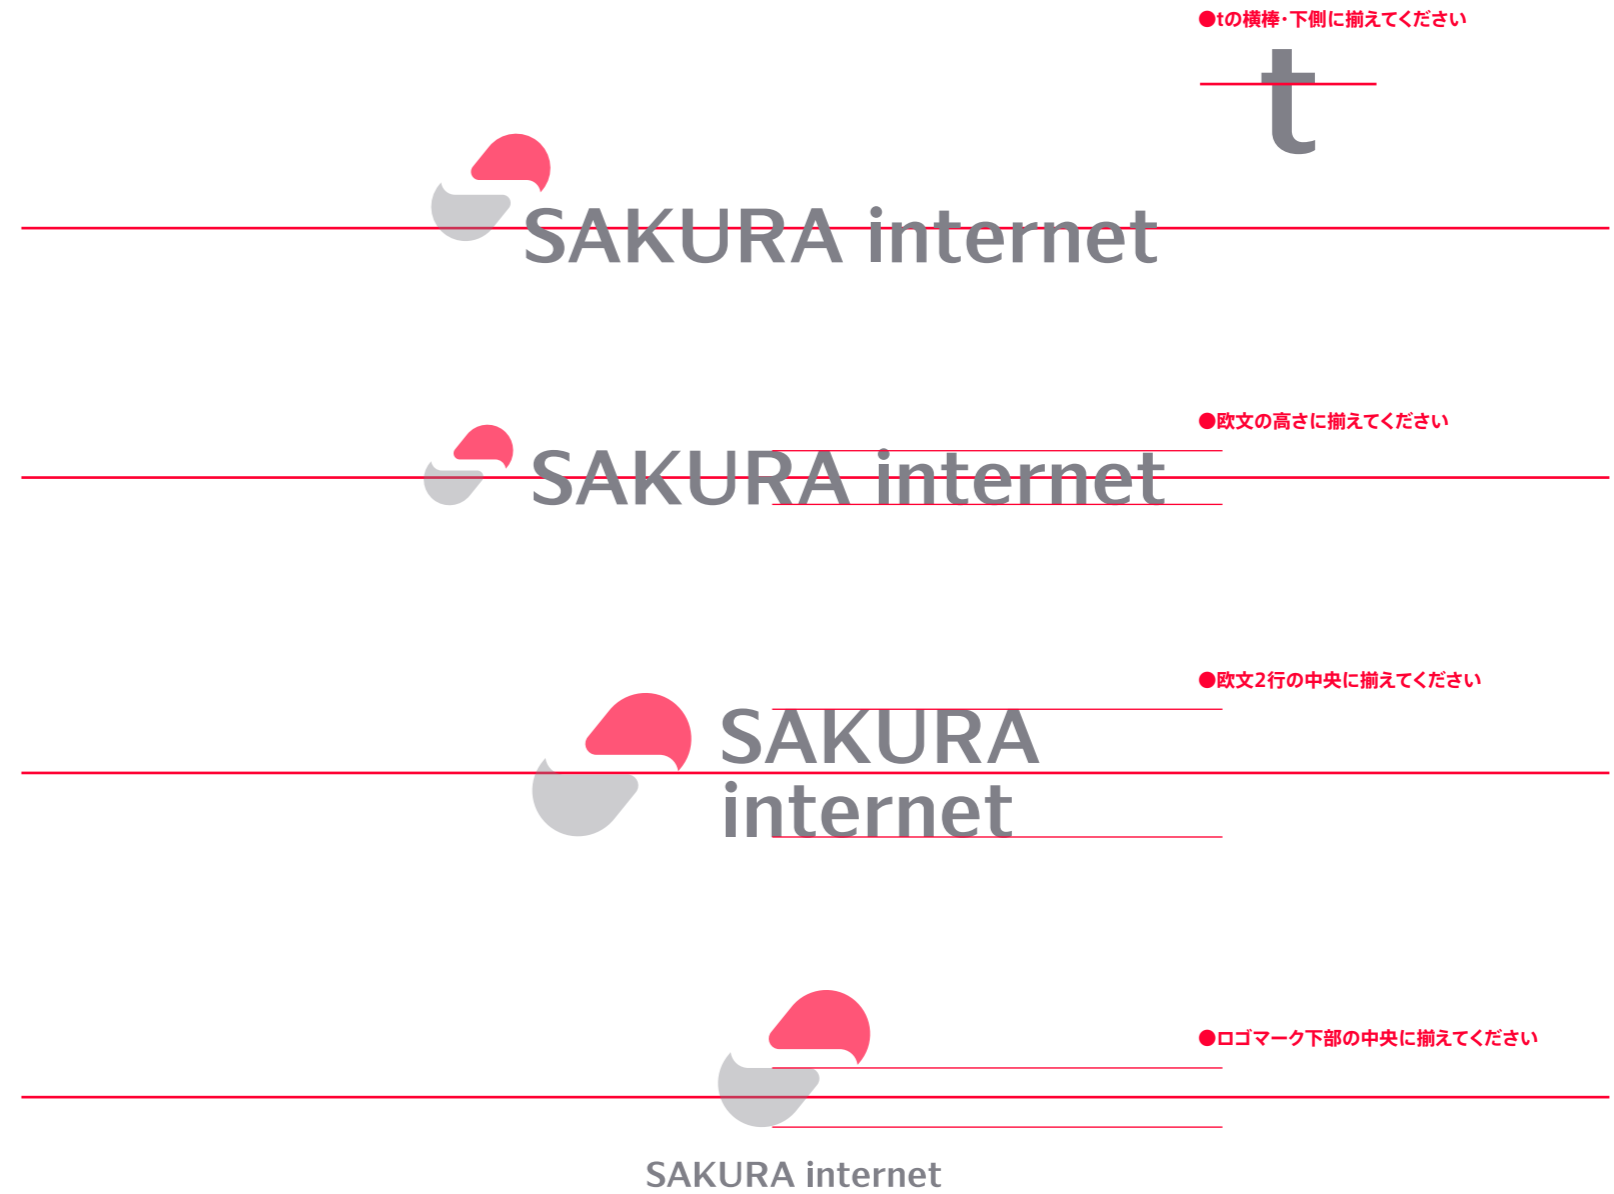 ●tの横棒・下側に揃えてください
t
SAKURA internet
●欧文の高さに揃えてください
SAKURA internet
●欧文2行の中央に揃えてください
SAKURA
internet
●ロゴマーク下部の中央に揃えてください
SAKURA internet